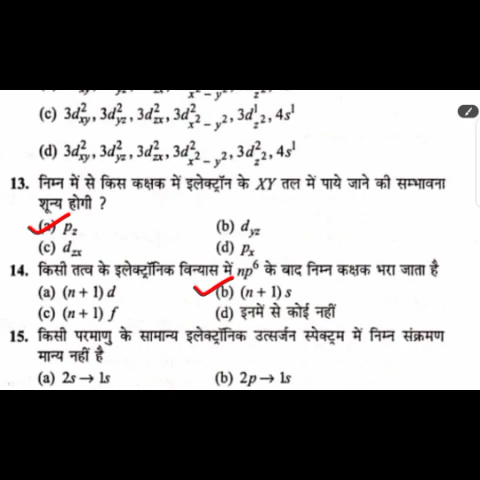 (c) 3d²xy, 3d²yz, 3d²zx, 3d²x² – y², 3d¹z², 4s¹
(d) 3d²xy, 3d²yz, 3d²zx, 3d²x² – y², 3d²z², 4s¹
13. निम्न में से किस कक्षक में इलेक्ट्रॉन के XY तल में पाये जाने की सम्भावना
शून्य होगी ?
(a) pz (b) dyz
(c) dzx (d) px
14. किसी तत्व के इलेक्ट्रॉनिक विन्यास में np⁶ के बाद निम्न कक्षक भरा जाता है
(a) (n + 1) d (b) (n + 1) s
(c) (n + 1) f (d) इनमें से कोई नहीं
15. किसी परमाणु के सामान्य इलेक्ट्रॉनिक उत्सर्जन स्पेक्ट्रम में निम्न संक्रमण
मान्य नहीं है
(a) 2s → 1s (b) 2p → 1s